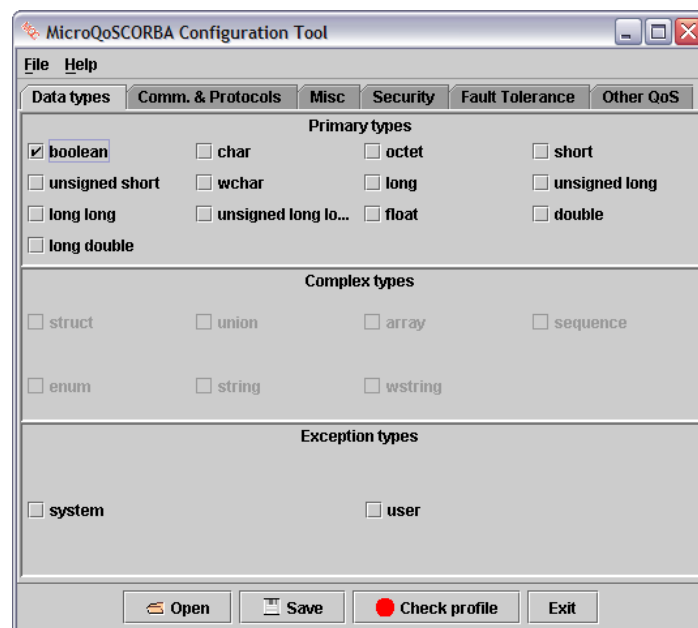 MicroQoSCORBA Configuration Tool
File Help
Data types Comm. & Protocols Misc Security Fault Tolerance Other QoS
Primary types
boolean char octet short
unsigned short wchar long unsigned long
long long unsigned long lo... float double
long double
Complex types
struct union array sequence
enum string wstring
Exception types
system user
Open Save Check profile Exit